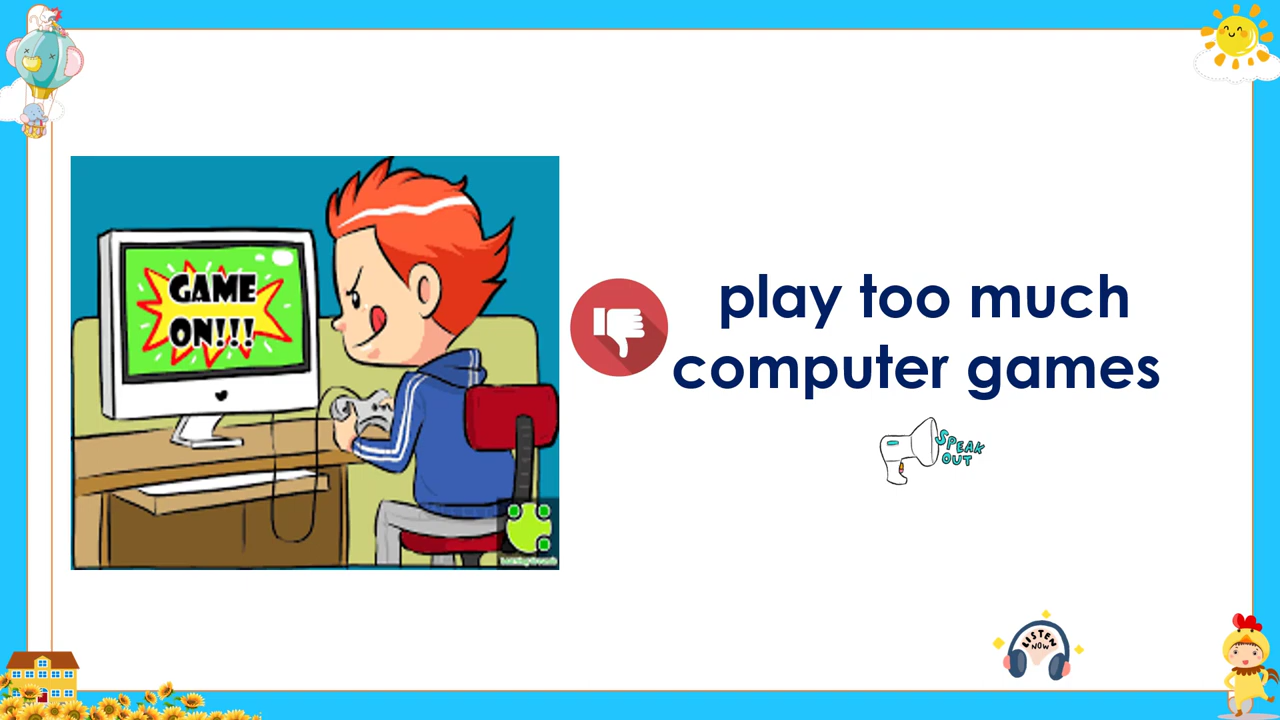 GAME
ON!!!
play too much
computer games
SPEAK
OUT
LISTEN
NOW